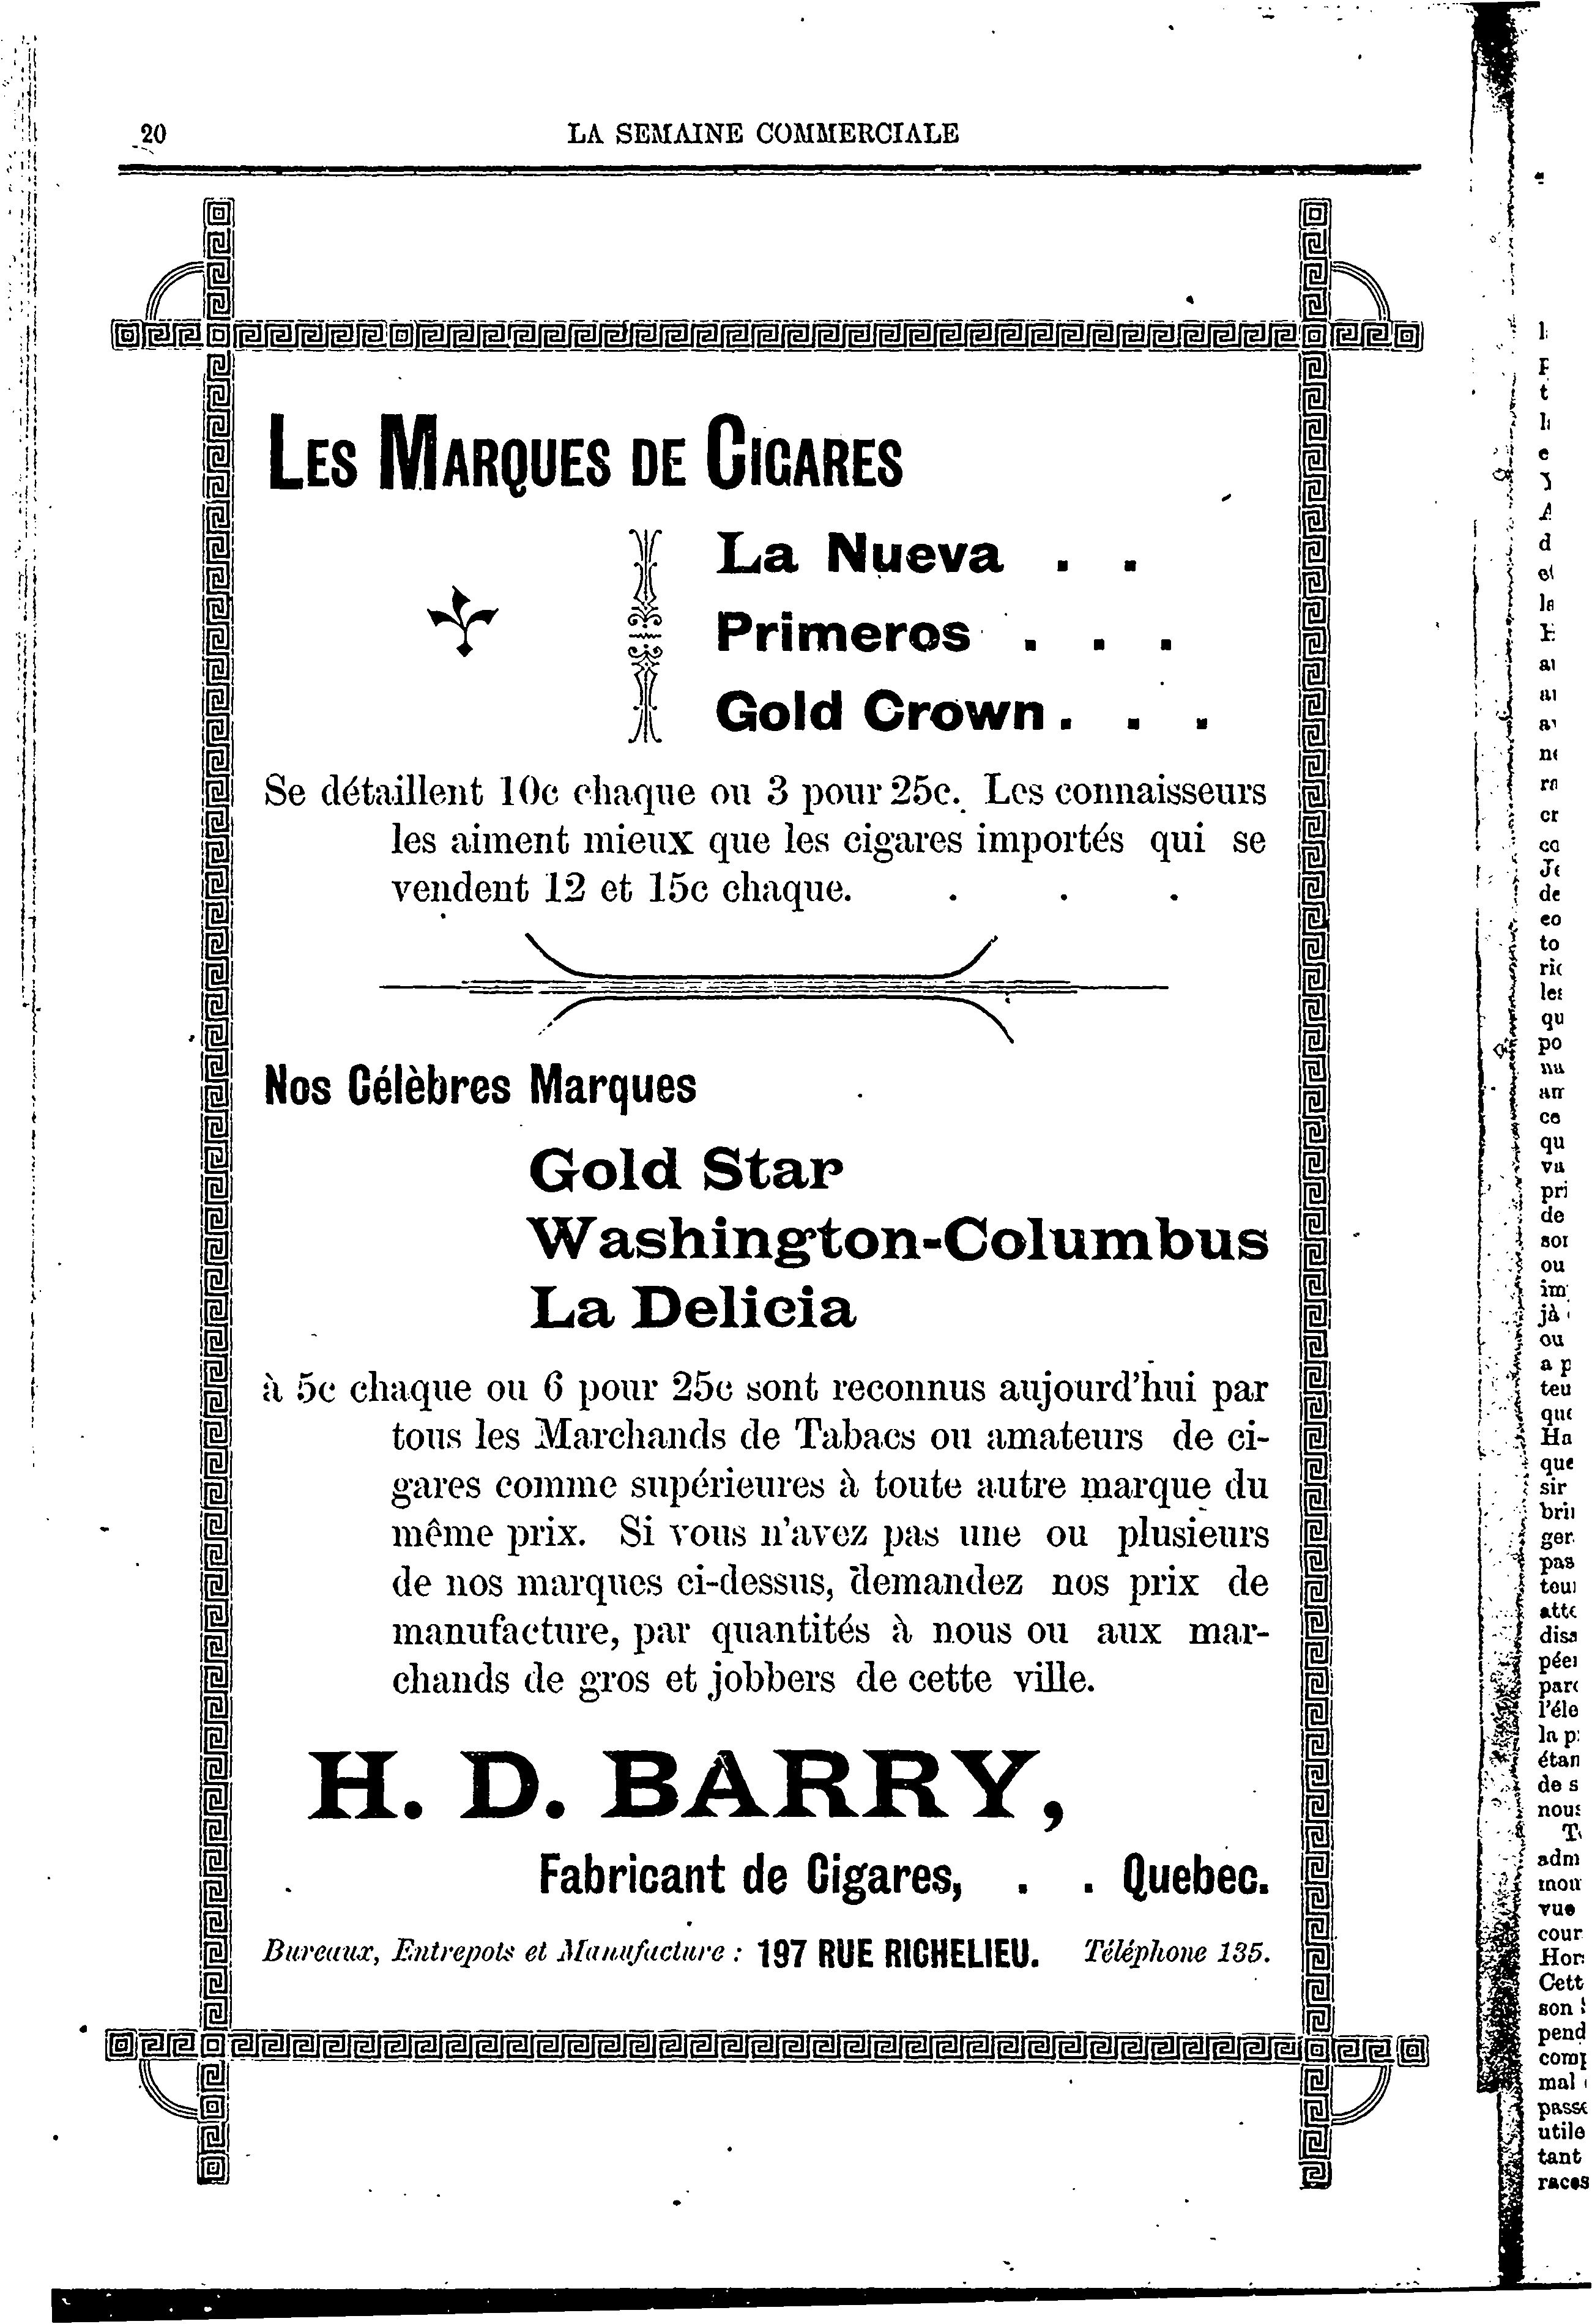 20
LA SEMAINE COMMERCIALE
LES MARQUES DE CIGARES
La Nueva . .
Primeros . . .
Gold Crown . . .
Se détaillent 10c chaque ou 3 pour 25c. Les connaisseurs
les aiment mieux que les cigares importés qui se
vendent 12 et 15c chaque. . . .
Nos Célèbres Marques
Gold Star
Washington-Columbus
La Delicia
à 5c chaque ou 6 pour 25c sont reconnus aujourd'hui par
tous les Marchands de Tabacs ou amateurs de ci-
gares comme supérieures à toute autre marque du
même prix. Si vous n'avez pas une ou plusieurs
de nos marques ci-dessus, demandez nos prix de
manufacture, par quantités à nous ou aux mar-
chands de gros et jobbers de cette ville.
H. D. BARRY,
Fabricant de Cigares, . . Quebec.
Bureaux, Entrepots et Manufacture : 197 RUE RICHELIEU. Téléphone 135.